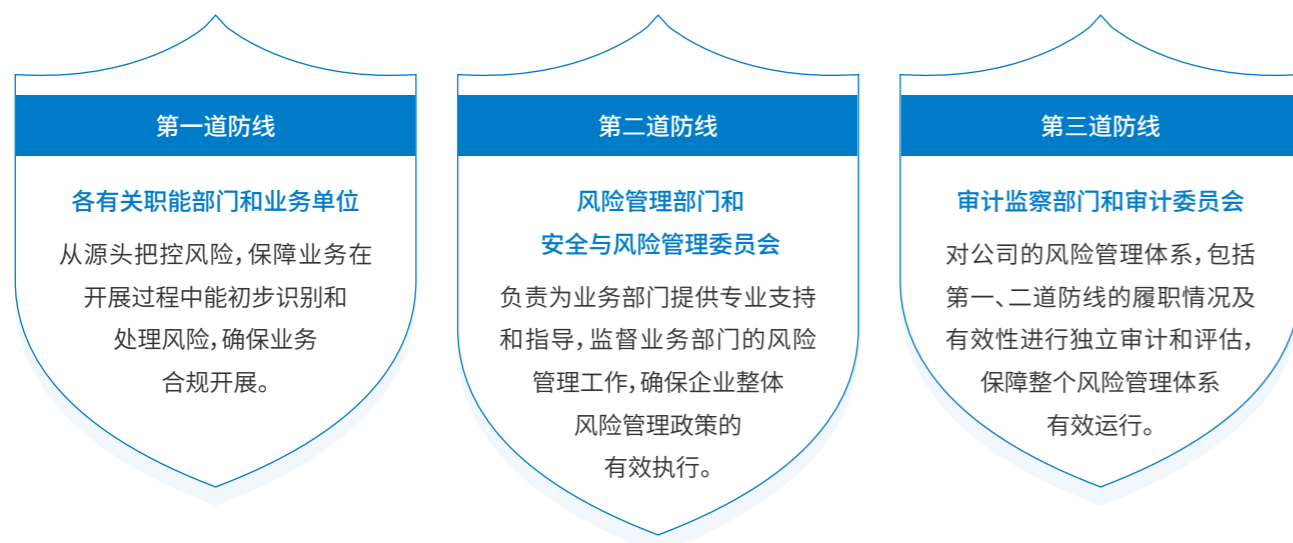 第一道防线
各有关职能部门和业务单位
从源头把控风险，保障业务在
开展过程中能初步识别和
处理风险，确保业务
合规开展。
第二道防线
风险管理部门和
安全与风险管理委员会
负责为业务部门提供专业支持
和指导，监督业务部门的风险
管理工作，确保企业整体
风险管理政策的
有效执行。
第三道防线
审计监察部门和审计委员会
对公司的风险管理体系，包括
第一、二道防线的履职情况及
有效性进行独立审计和评估，
保障整个风险管理体系
有效运行。